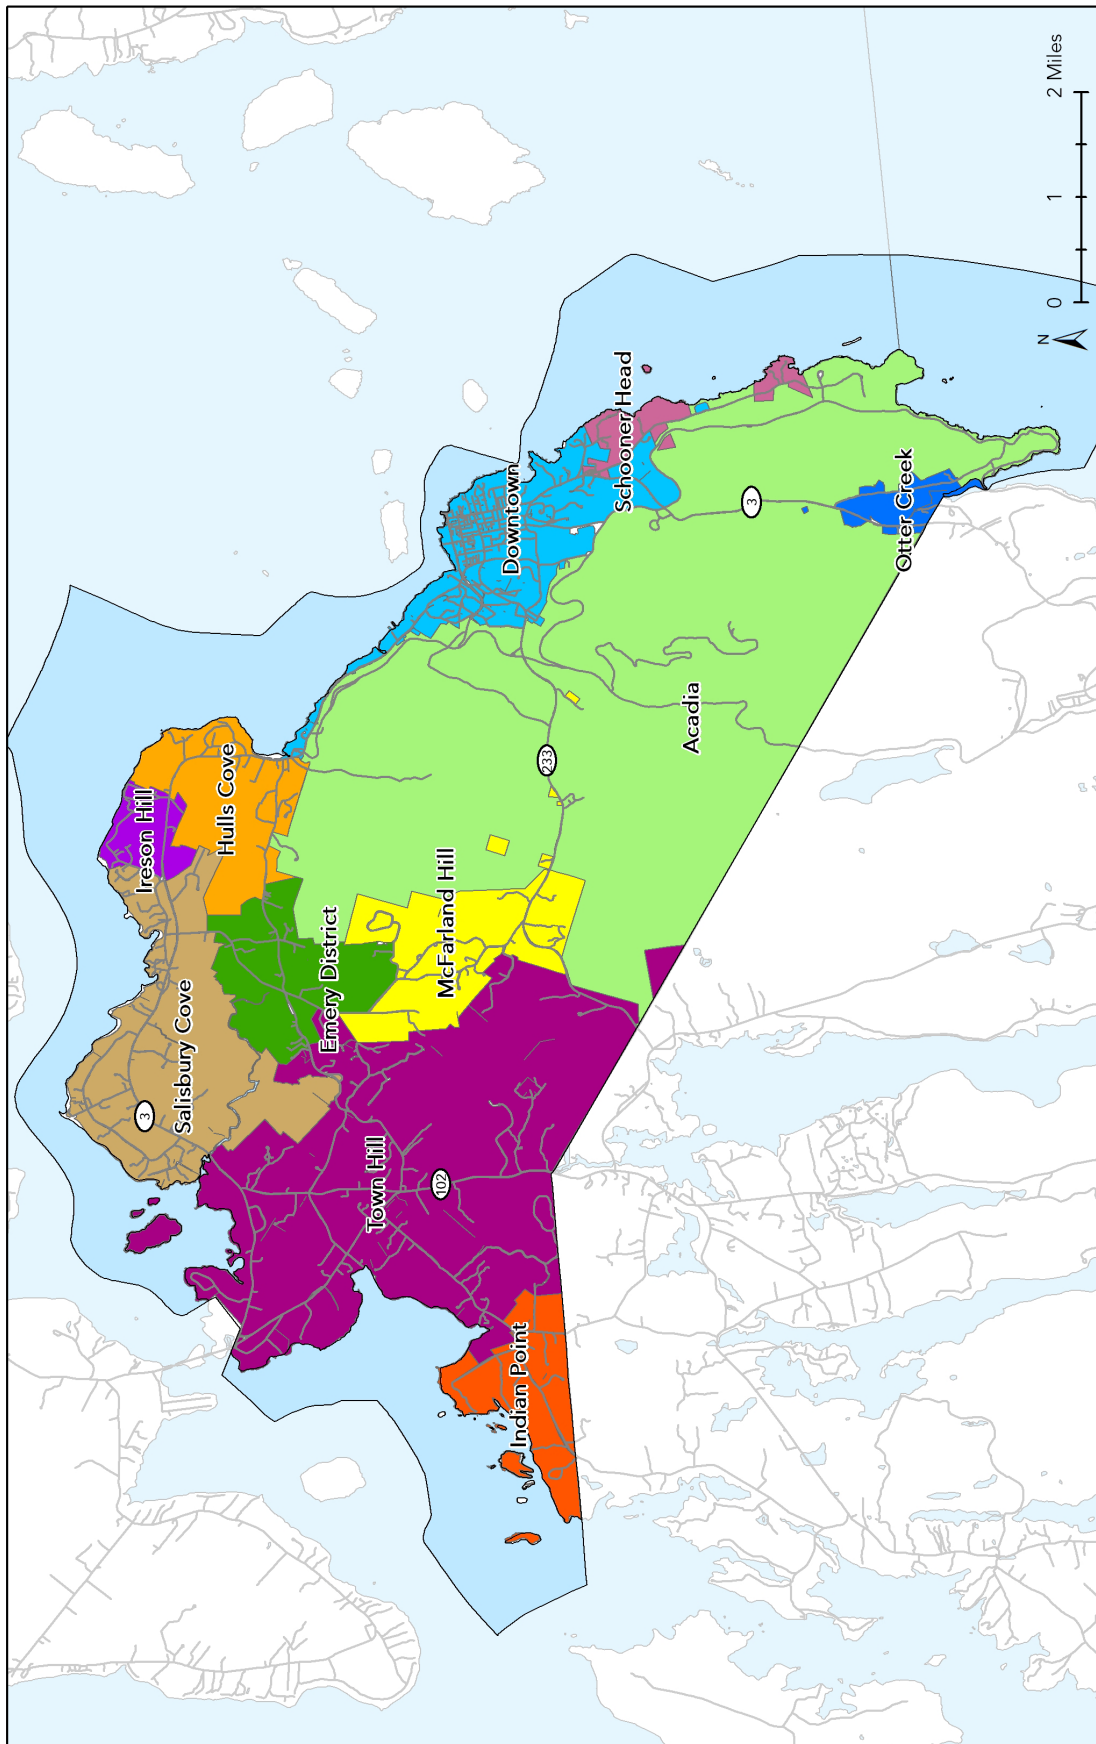 Ireson Hill
Hulls Cove
Salisbury Cove
3
Emery District
McFarland Hill
Town Hill
102
Indian Point
Downtown
Schooner Head
233
Acadia
3
Otter Creek
N
0 1 2 Miles